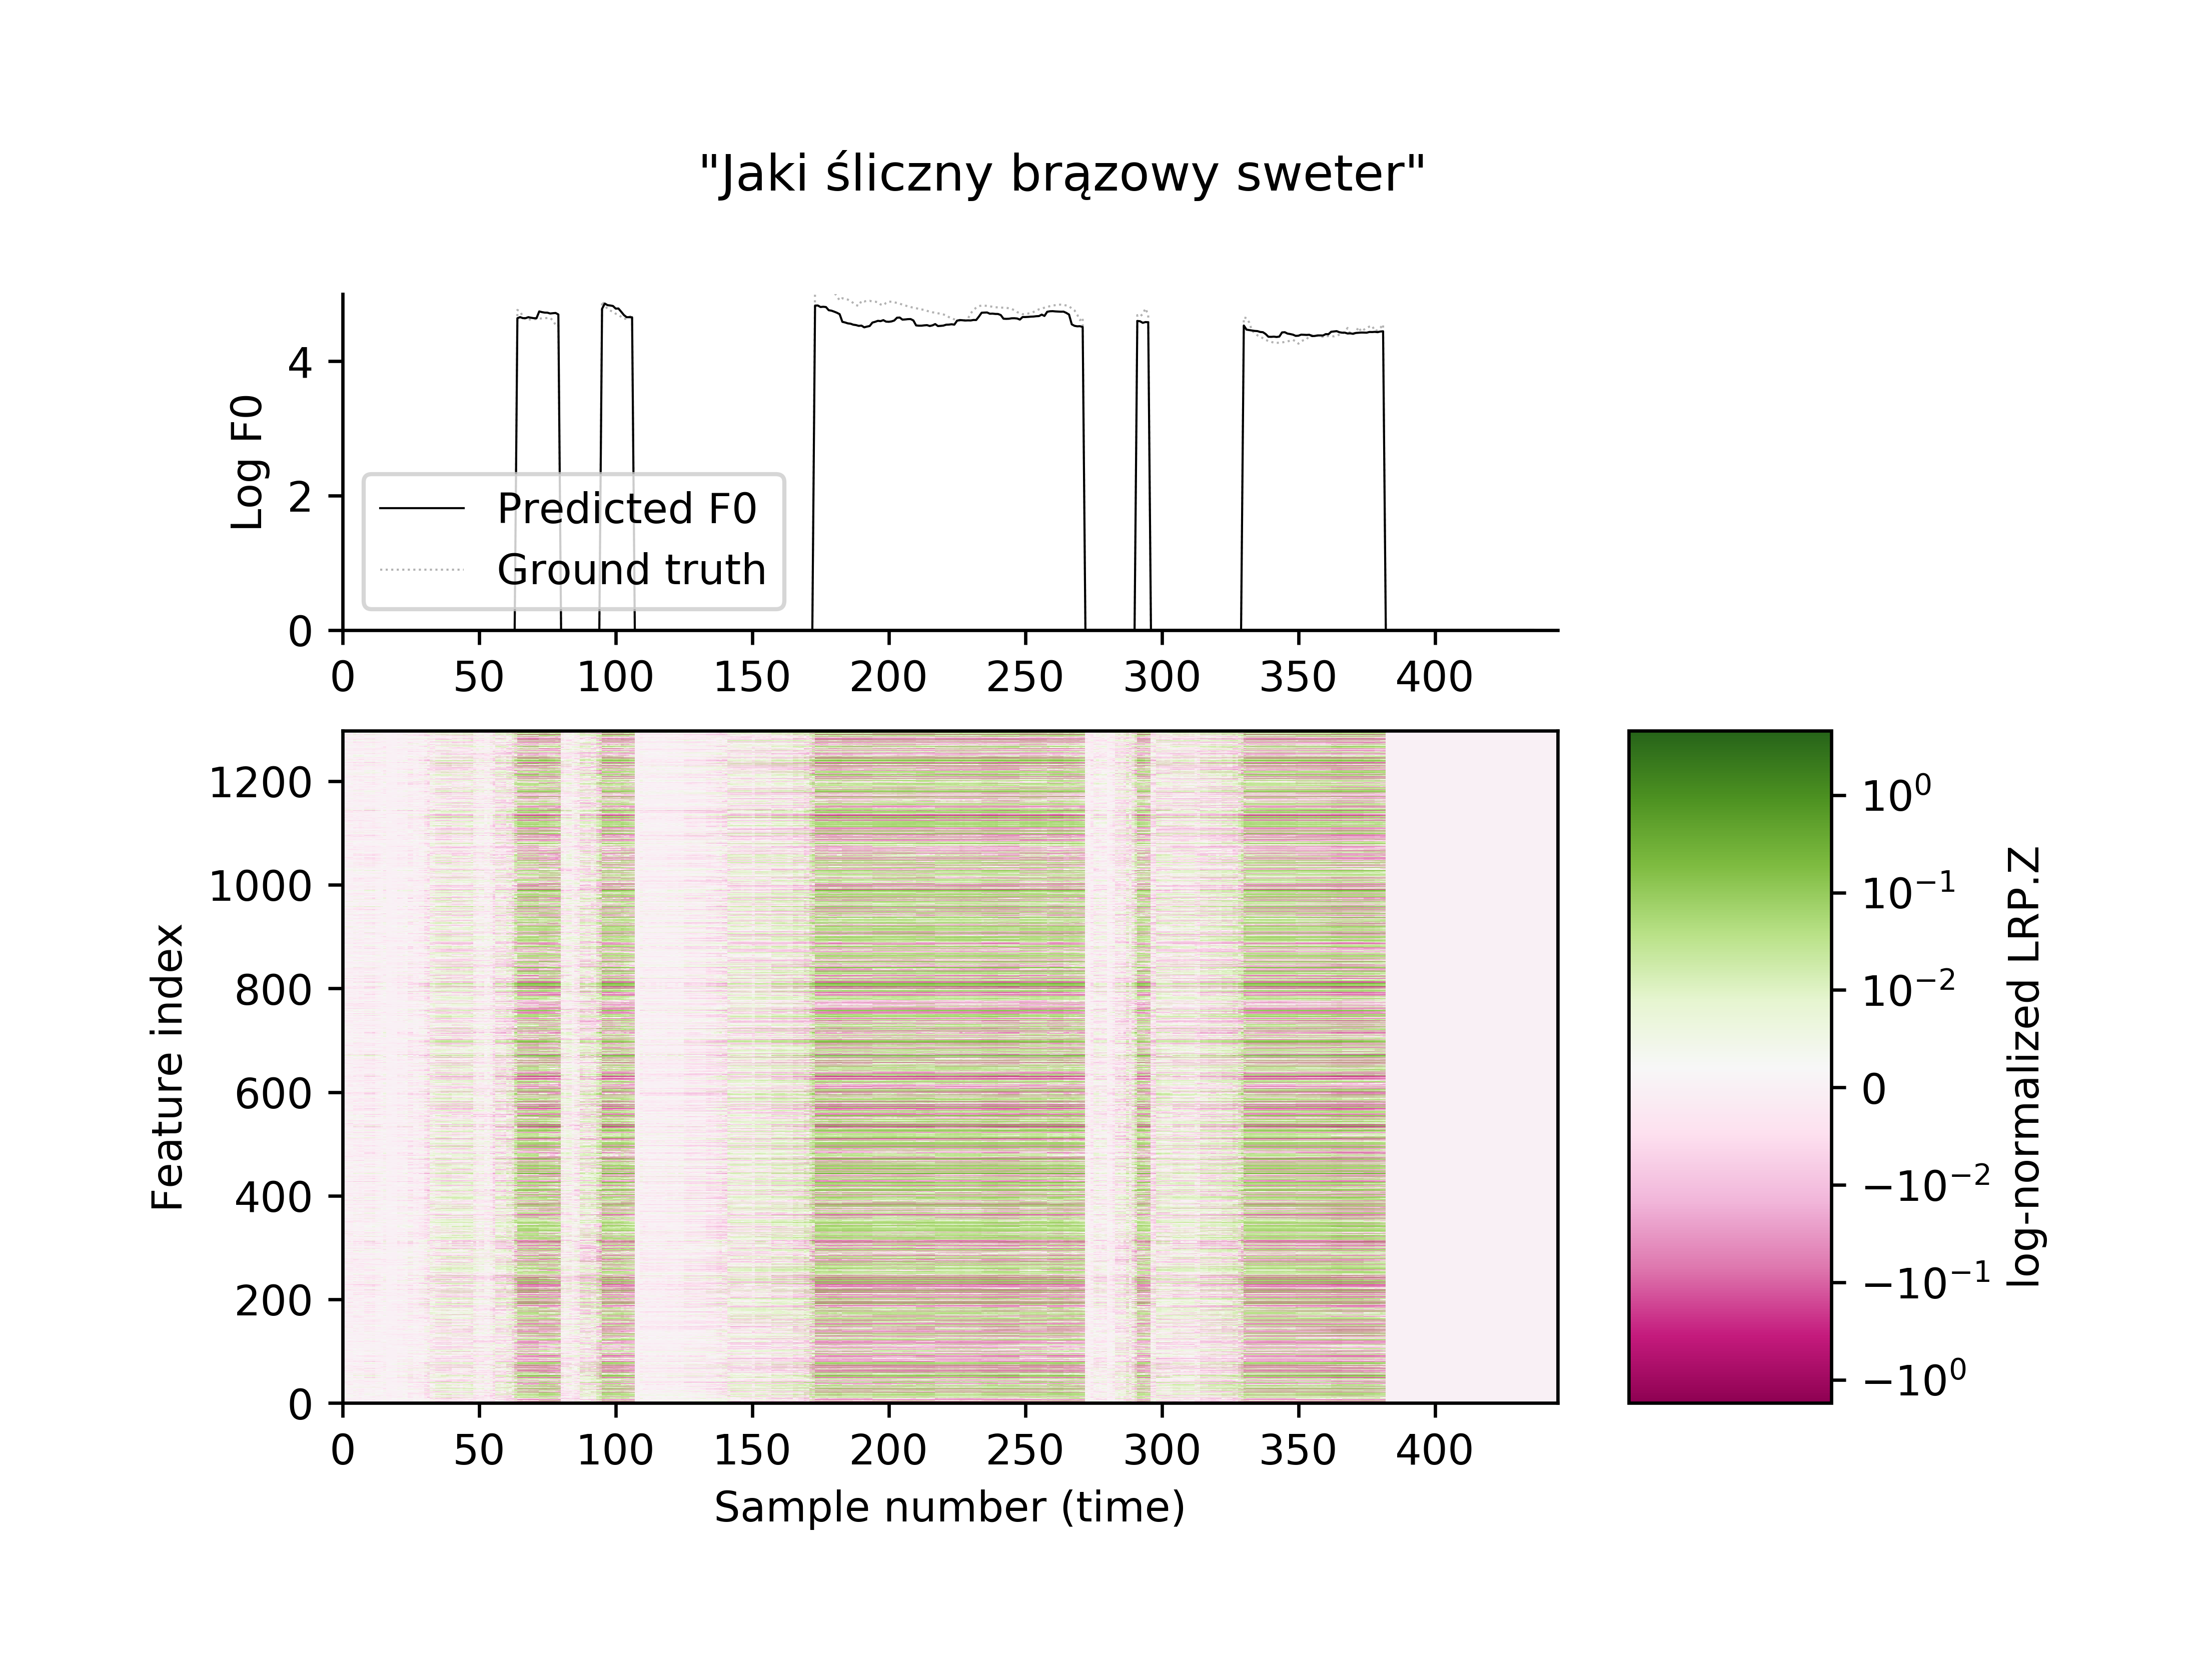 "Jaki śliczny brązowy sweter"
Log F0
4
2
0
Predicted F0
Ground truth
0 50 100 150 200 250 300 350 400
Feature index
1200
1000
800
600
400
200
0
0 50 100 150 200 250 300 350 400
Sample number (time)
10⁰
10⁻¹
10⁻²
0
−10⁻²
−10⁻¹
−10⁰
log-normalized LRP.Z